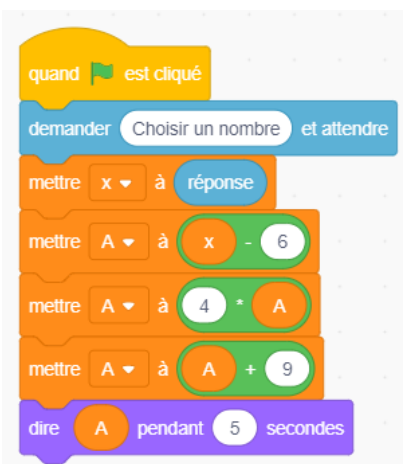 quand est cliqué
demander Choisir un nombre et attendre
mettre x à réponse
mettre A à x - 6
mettre A à 4 * A
mettre A à A + 9
dire A pendant 5 secondes